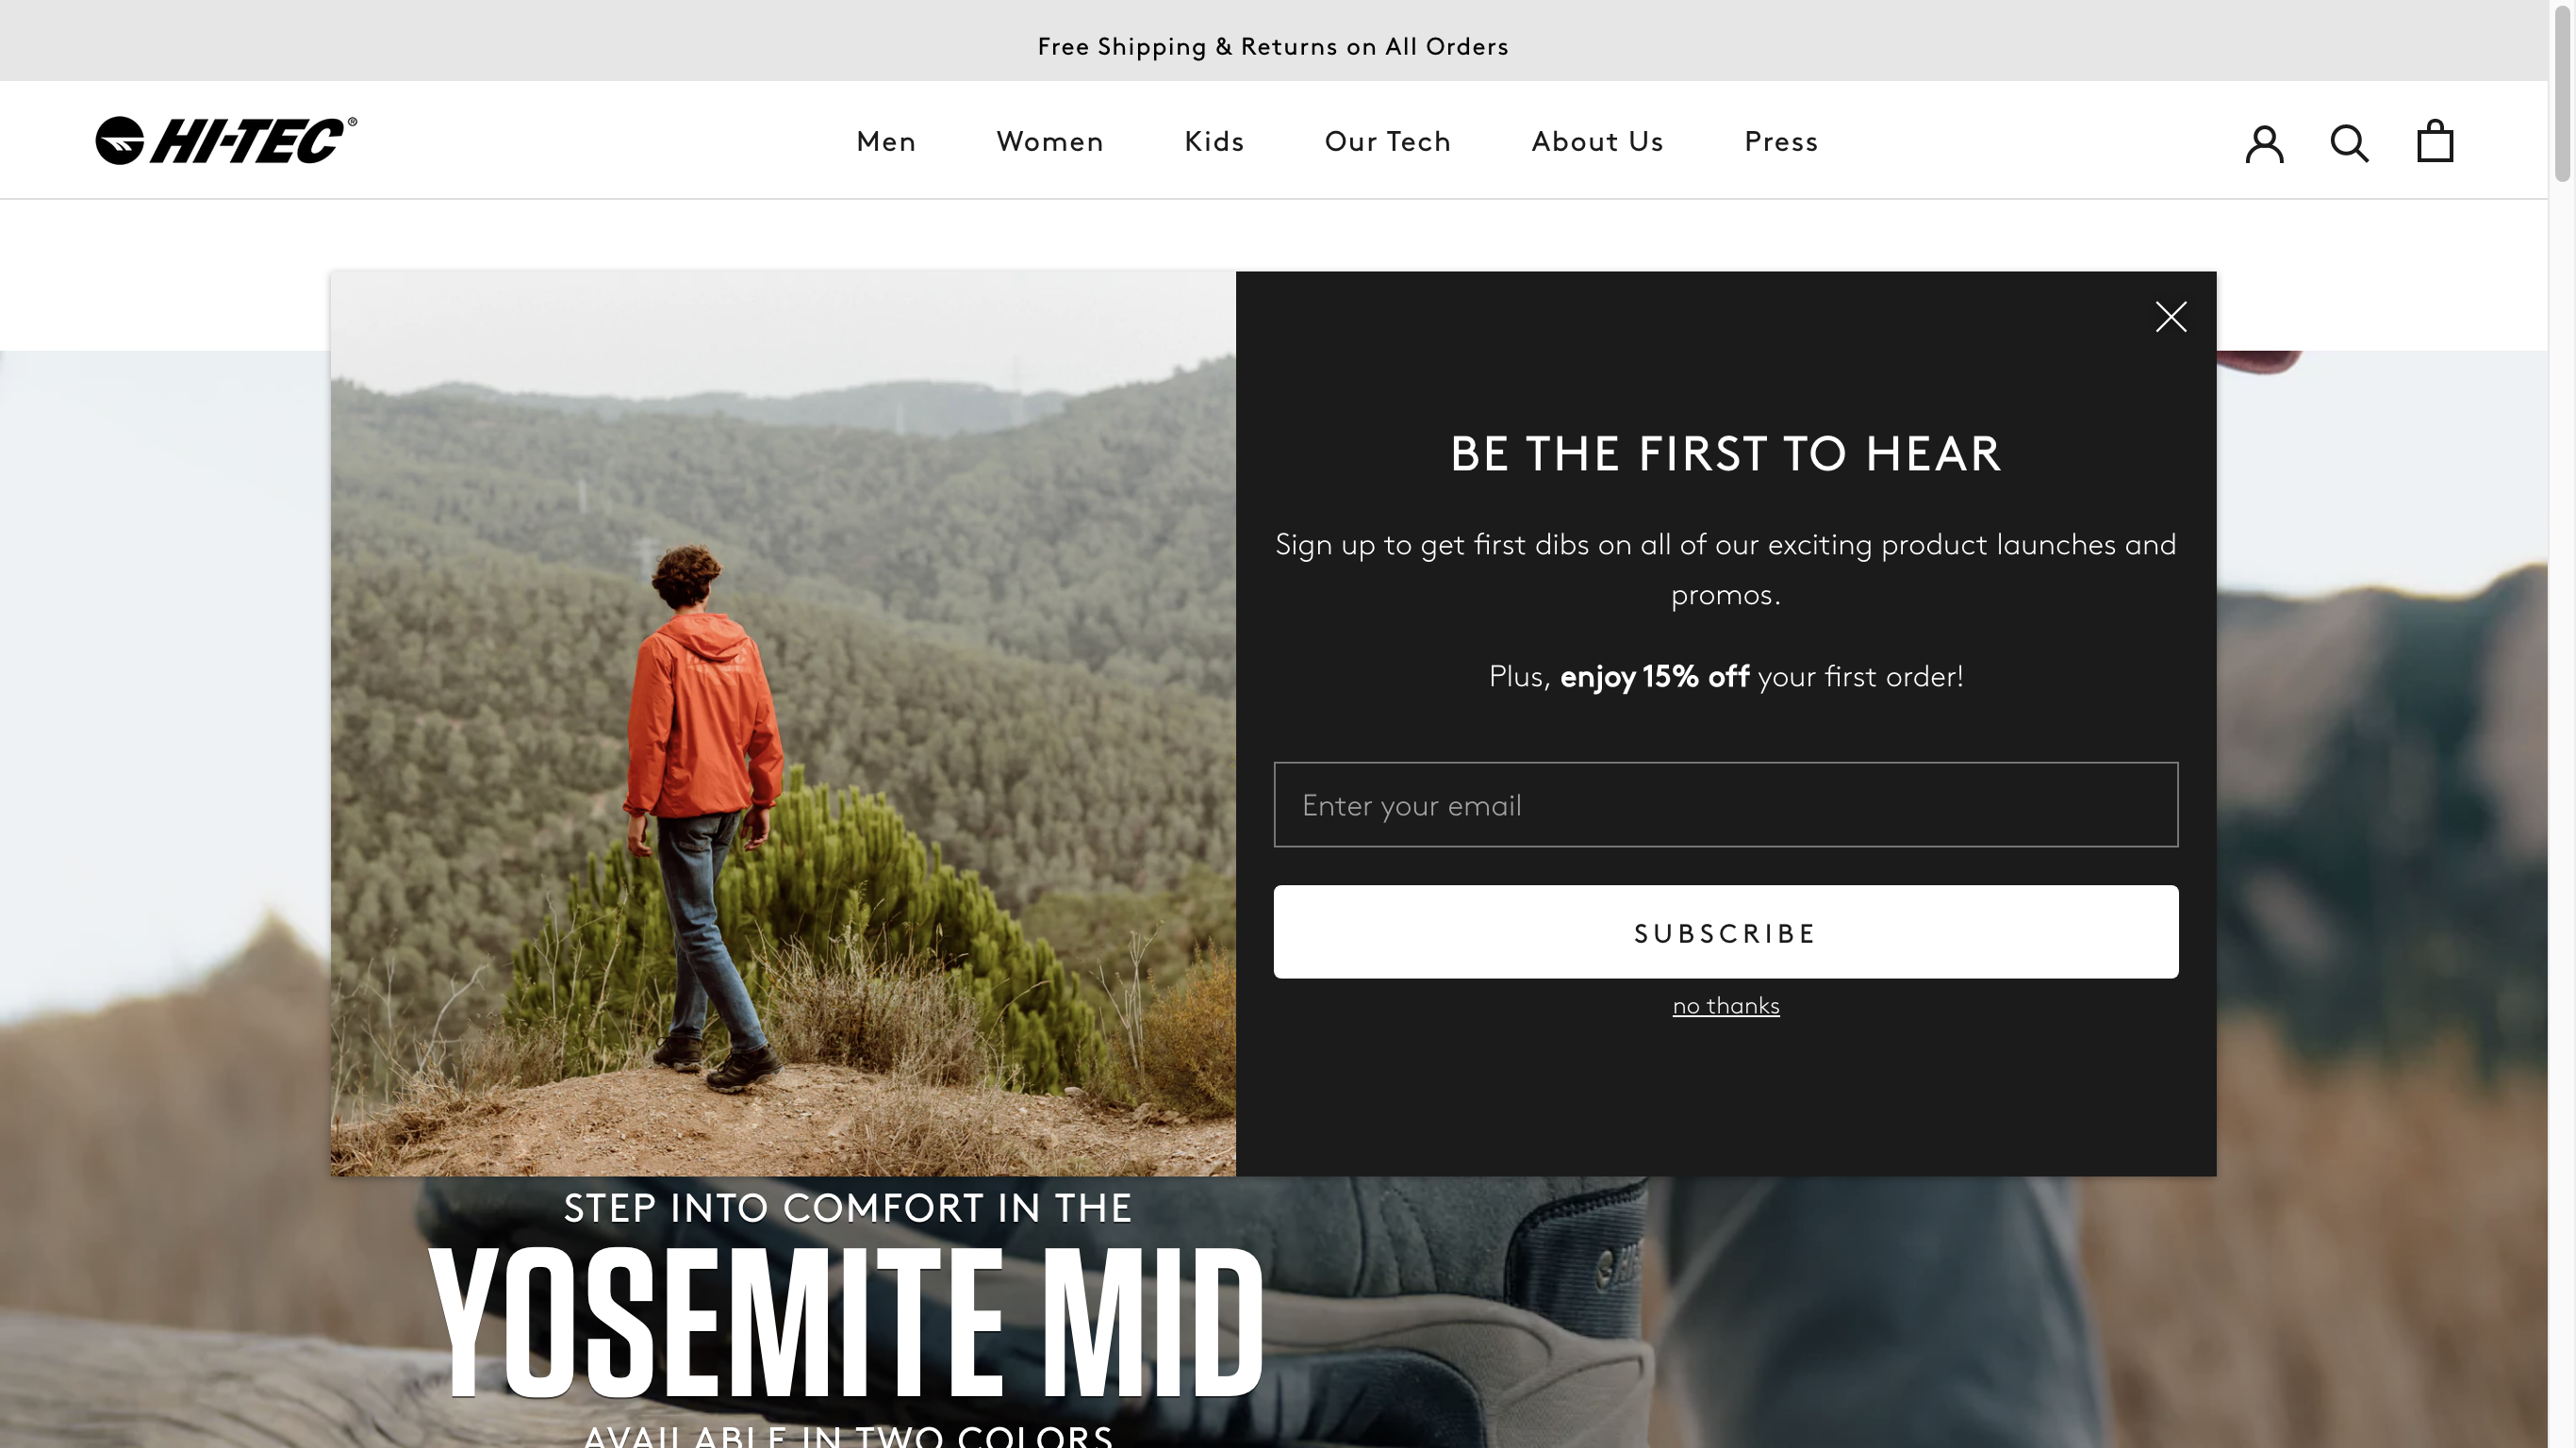 Free Shipping & Returns on All Orders
HI-TEC®
Men
Women
Kids
Our Tech
About Us
Press
BE THE FIRST TO HEAR
Sign up to get first dibs on all of our exciting product launches and
promos.
Plus, enjoy 15% off your first order!
Enter your email
SUBSCRIBE
no thanks
STEP INTO COMFORT IN THE
YOSEMITE MID
AVAILABLE IN TWO COLORS